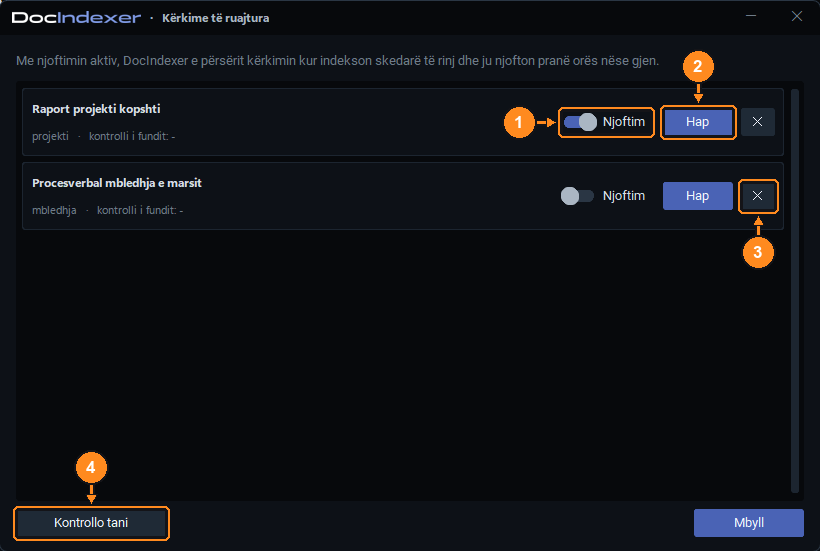 DocIndexer · Kërkime të ruajtura
Me njoftimin aktiv, DocIndexer e përsërit kërkimin kur indekson skedarë të rinj dhe ju njofton pranë orës nëse gjen.
2
Raport projekti kopshti
1
Njoftim
Hap
projekti · kontrolli i fundit: -
Procesverbal mbledhja e marsit
Njoftim
Hap
mbledhja · kontrolli i fundit: -
3
4
Kontrollo tani
Mbyll